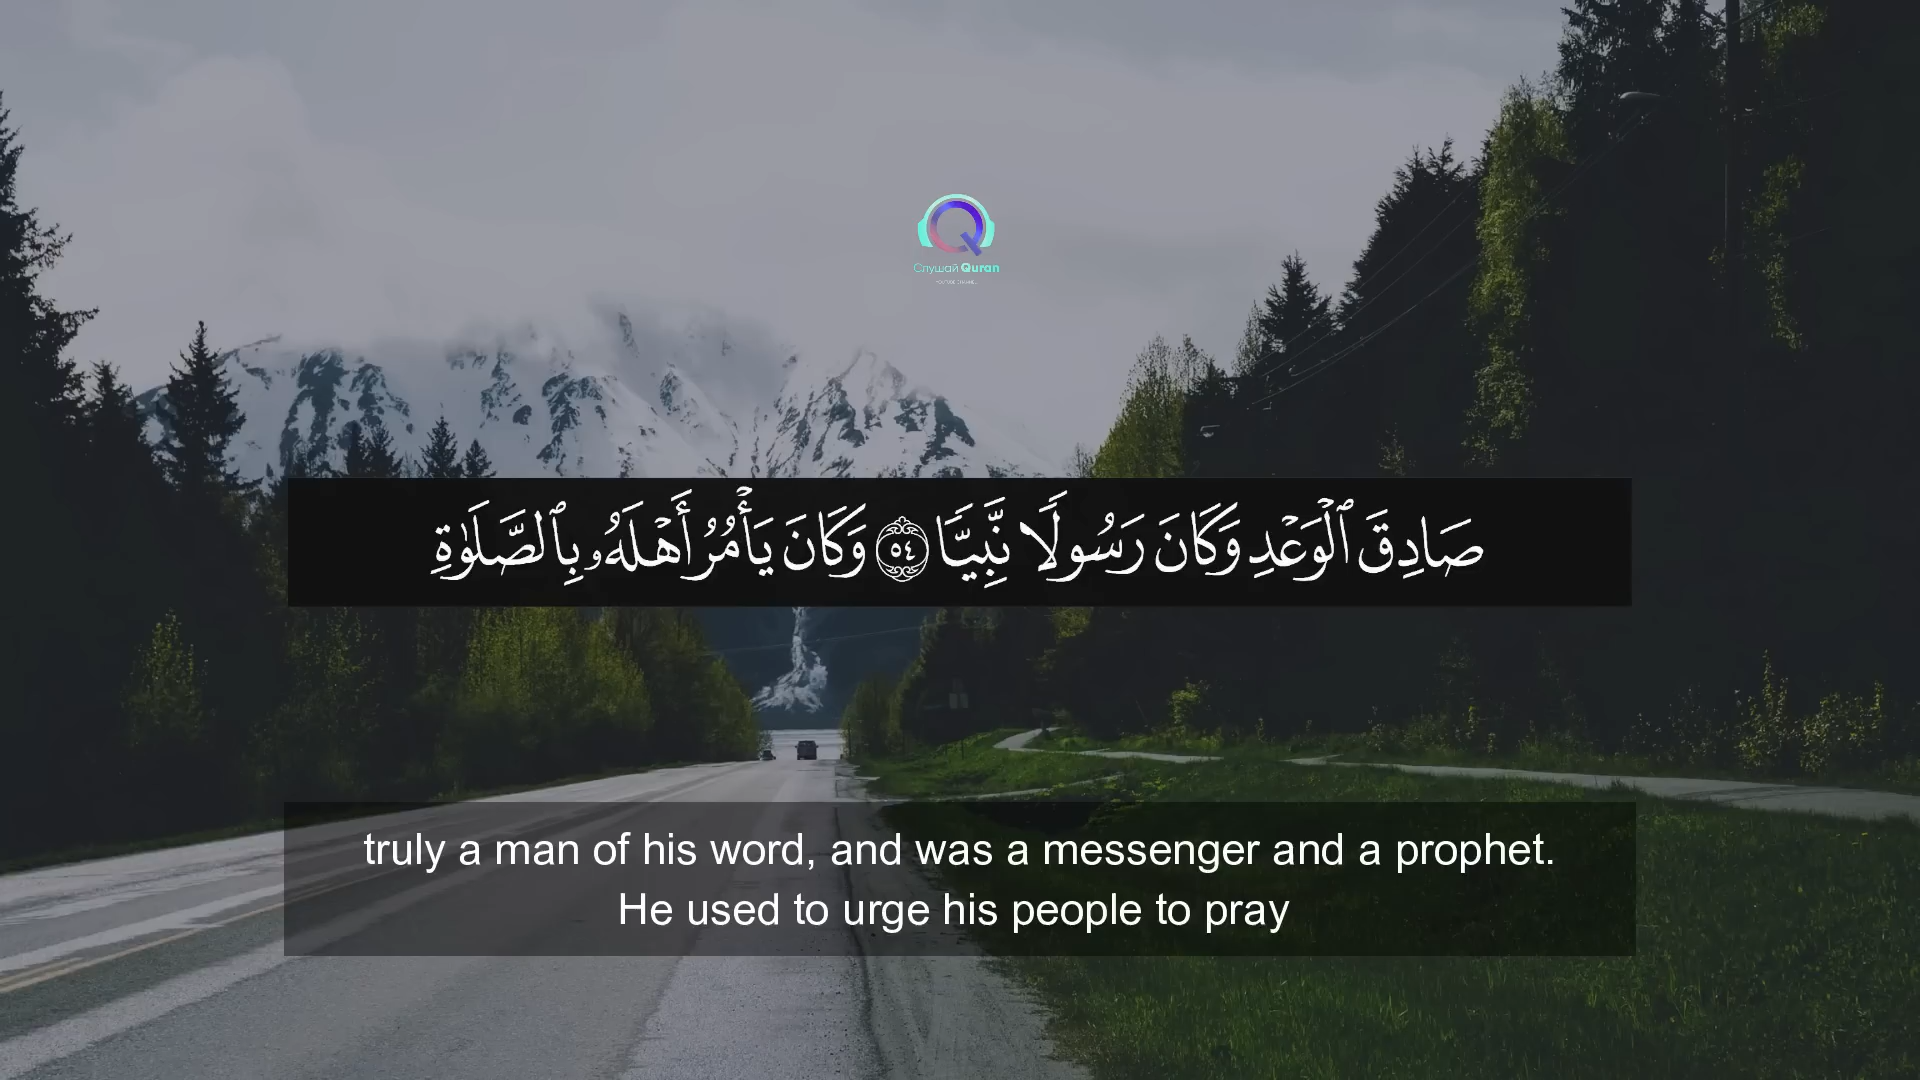 Слушай Quran
صَادِقَ ٱلْوَعْدِ وَكَانَ رَسُولًا نَّبِيًّا ٥٤ وَكَانَ يَأْمُرُ أَهْلَهُۥ بِٱلصَّلَوٰةِ
truly a man of his word, and was a messenger and a prophet.
He used to urge his people to pray